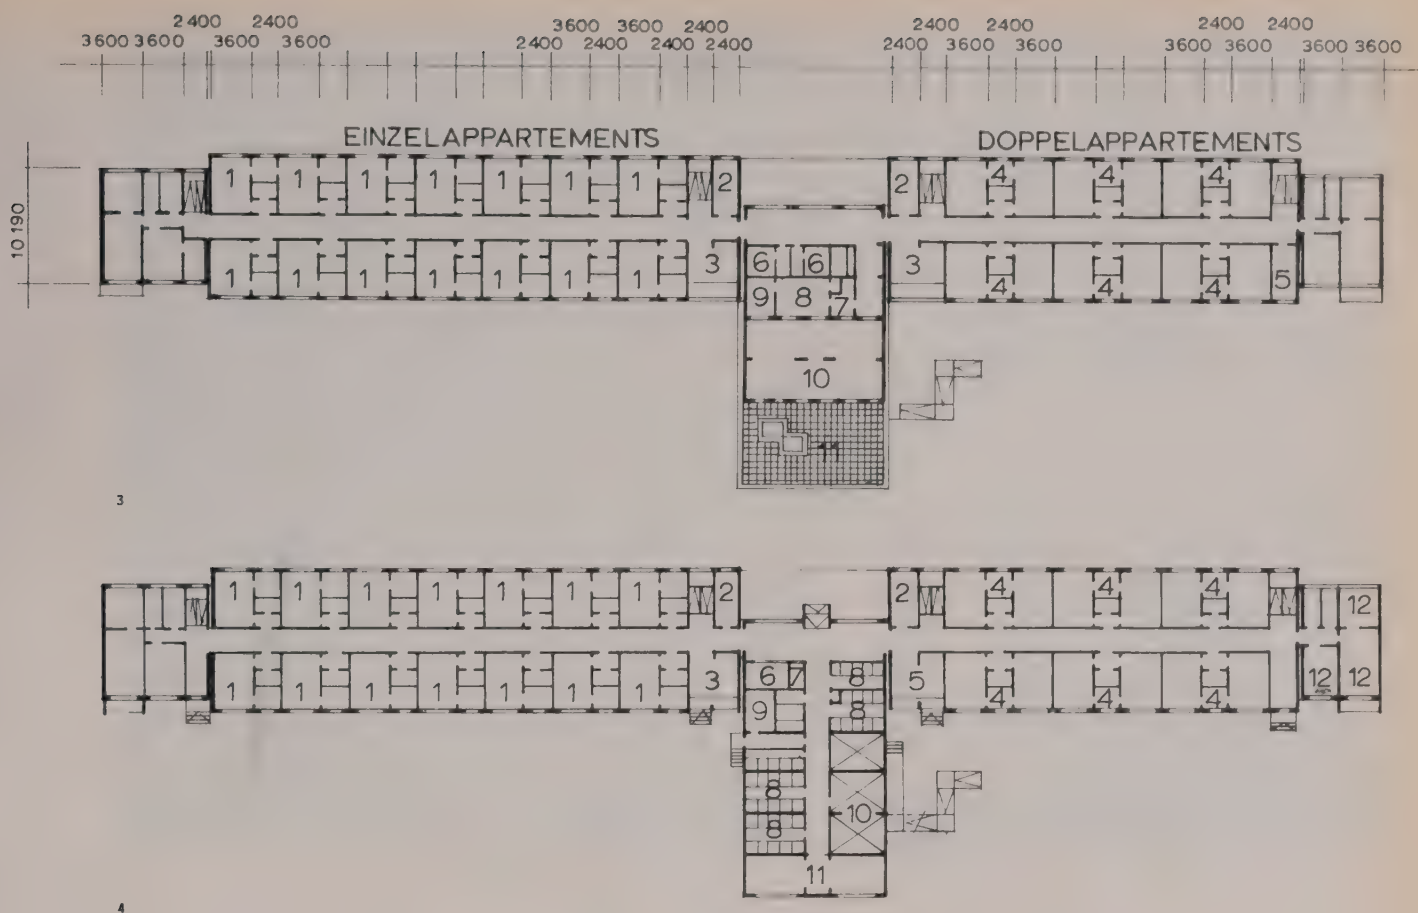 2400 2400 3600 3600 2400 2400 2400 2400 2400
3600 3600 3600 3600 2400 2400 2400 2400 2400 3600 3600 3600 3600 3600 3600
EINZELAPPARTEMENTS DOPPELAPPARTEMENTS
1 1 1 1 1 1 1 2 2 4 4 4
10 190
1 1 1 1 1 1 1 3 6 6 3 4 4 4 5
9 8 7
10
11
3
1 1 1 1 1 1 1 2 2 4 4 4 12
1 1 1 1 1 1 1 3 6 7 8 5 4 4 4 12 12
9 8
8 10
8
11
4